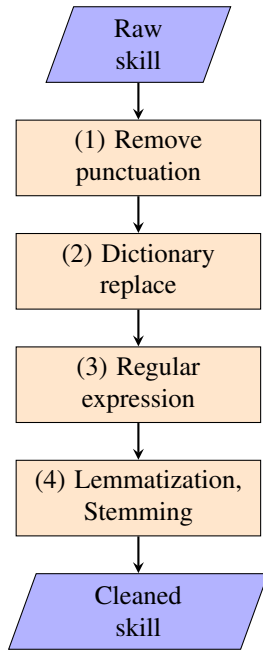 Raw
skill
(1) Remove
punctuation
(2) Dictionary
replace
(3) Regular
expression
(4) Lemmatization,
Stemming
Cleaned
skill